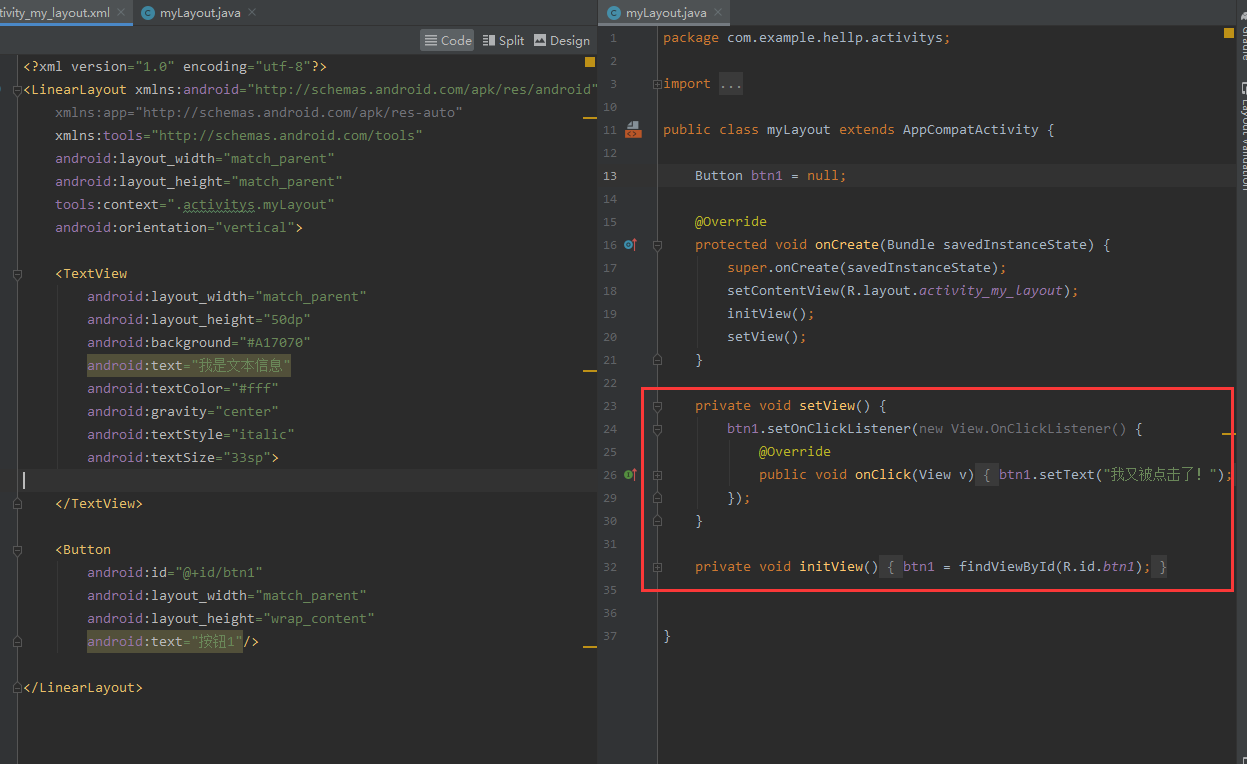 tivity_my_layout.xml
myLayout.java
Code
Split
Design
<?xml version="1.0" encoding="utf-8"?>
<LinearLayout xmlns:android="http://schemas.android.com/apk/res/android"
xmlns:app="http://schemas.android.com/apk/res-auto"
xmlns:tools="http://schemas.android.com/tools"
android:layout_width="match_parent"
android:layout_height="match_parent"
tools:context=".activitys.myLayout"
android:orientation="vertical">
<TextView
android:layout_width="match_parent"
android:layout_height="50dp"
android:background="#A17070"
android:text="我是文本信息"
android:textColor="#fff"
android:gravity="center"
android:textStyle="italic"
android:textSize="33sp">
</TextView>
<Button
android:id="@+id/btn1"
android:layout_width="match_parent"
android:layout_height="wrap_content"
android:text="按钮1"/>
</LinearLayout>
myLayout.java
1 package com.example.hellp.activitys;
2
3 import ...
10
11 public class myLayout extends AppCompatActivity {
12
13 Button btn1 = null;
14
15 @Override
16 protected void onCreate(Bundle savedInstanceState) {
17 super.onCreate(savedInstanceState);
18 setContentView(R.layout.activity_my_layout);
19 initView();
20 setView();
21 }
22
23 private void setView() {
24 btn1.setOnClickListener(new View.OnClickListener() {
25 @Override
26 public void onClick(View v) { btn1.setText("我又被点击了!");
29 });
30 }
31
32 private void initView() { btn1 = findViewById(R.id.btn1); }
35
36
37 }
Layout Validation